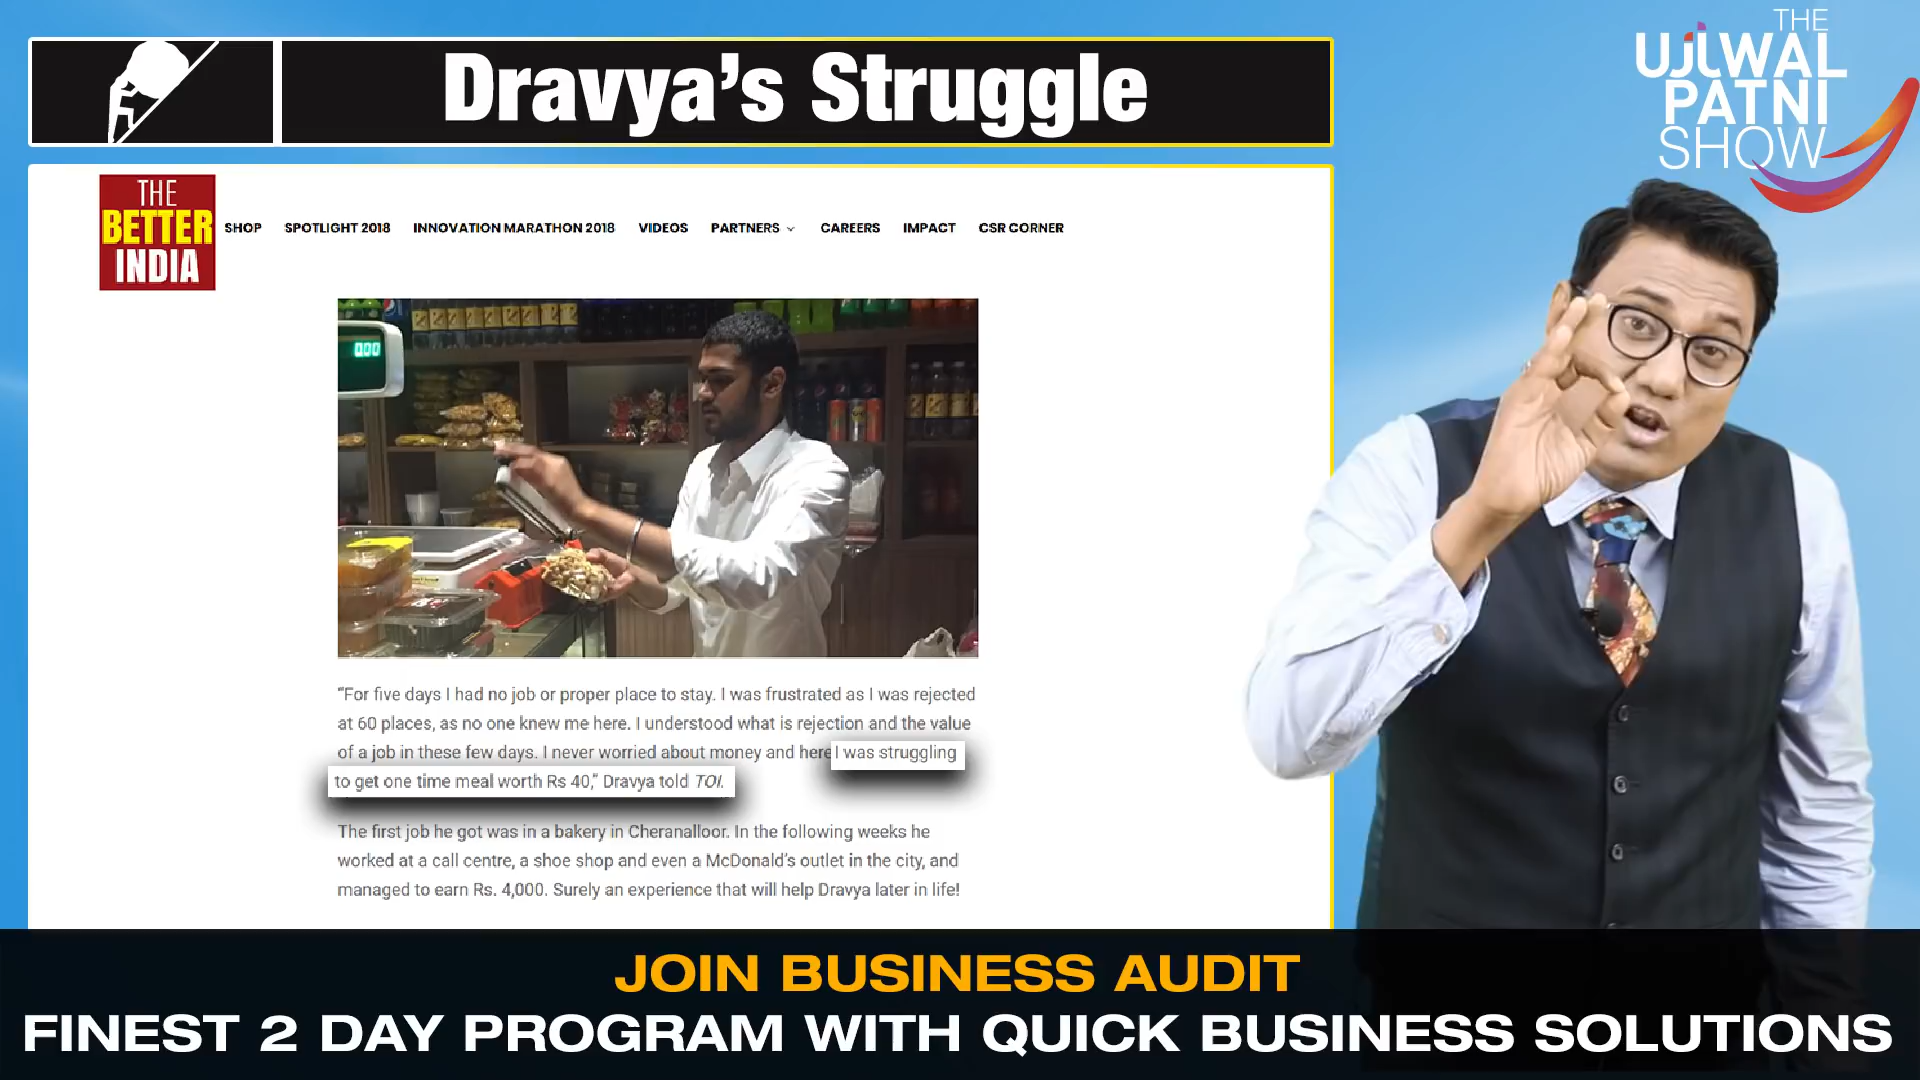 Dravya's Struggle
THE
UJJWAL
PATNI
SHOW
THE
BETTER
INDIA
SHOP SPOTLIGHT 2018 INNOVATION MARATHON 2018 VIDEOS PARTNERS CAREERS IMPACT CSR CORNER
0.00
“For five days I had no job or proper place to stay. I was frustrated as I was rejected
at 60 places, as no one knew me here. I understood what is rejection and the value
of a job in these few days. I never worried about money and here I was struggling
to get one time meal worth Rs 40,” Dravya told TOI.
The first job he got was in a bakery in Cheranalloor. In the following weeks he
worked at a call centre, a shoe shop and even a McDonald’s outlet in the city, and
managed to earn Rs. 4,000. Surely an experience that will help Dravya later in life!
JOIN BUSINESS AUDIT
FINEST 2 DAY PROGRAM WITH QUICK BUSINESS SOLUTIONS